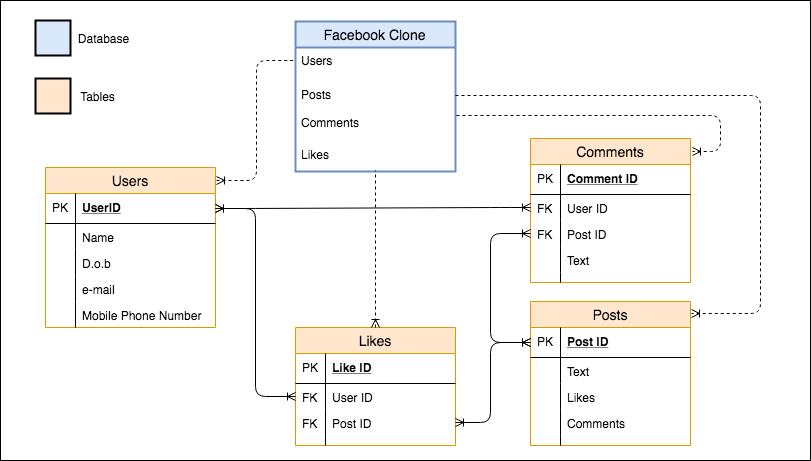 Database
Tables
Facebook Clone
Users
Posts
Comments
Likes
Users
PK UserID
Name
D.o.b
e-mail
Mobile Phone Number
Likes
PK Like ID
FK User ID
FK Post ID
Comments
PK Comment ID
FK User ID
FK Post ID
Text
Posts
PK Post ID
Text
Likes
Comments